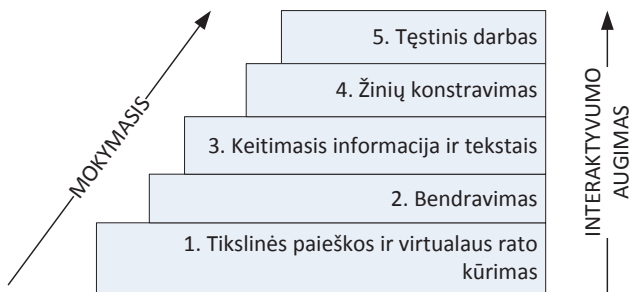 5. Tęstinis darbas
4. Žinių konstravimas
3. Keitimasis informacija ir tekstais
2. Bendravimas
1. Tikslinės paieškos ir virtualaus rato
kūrimas
MOKYMASIS
INTERAKTYVUMO
AUGIMAS